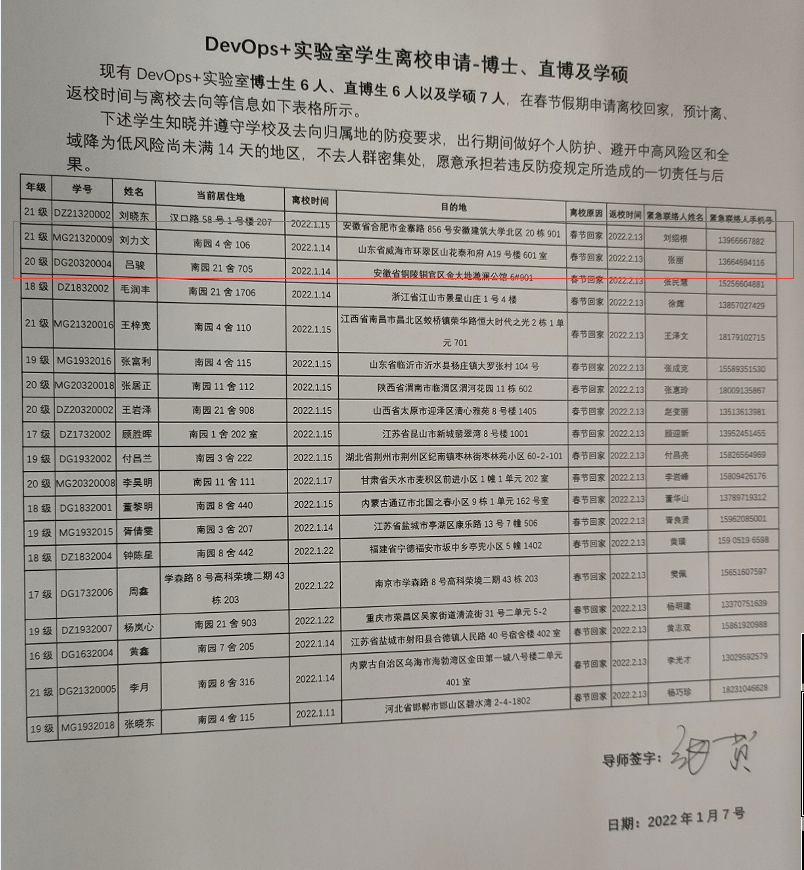 DevOps+实验室学生离校申请-博士、直博及学硕
现有 DevOps+实验室博士生 6 人、直博生 6 人以及学硕 7 人，在春节假期申请离校回家，预计离、
返校时间与离校去向等信息如下表格所示。
下述学生知晓并遵守学校及去向归属地的防疫要求，出行期间做好个人防护、避开中高风险区和全
域降为低风险尚未满 14 天的地区，不去人群密集处，愿意承担若违反防疫规定所造成的一切责任与后
果。
年级 学号 姓名 当前居住地 离校时间 目的地 离校原因 返校时间 紧急联络人姓名 紧急联络人手机号
21 级 DZ21320002 刘晓东 汉口路 58 号 1 号楼 207 2022.1.15 安徽省合肥市金寨路 856 号安徽建筑大学北区 20 栋 901 春节回家 2022.2.13 刘绍根 13966667882
21 级 MG21320009 刘力文 南园 4 舍 106 2022.1.14 山东省威海市环翠区山花泰和府 A19 号楼 601 室 春节回家 2022.2.13 张丽 13664694116
20 级 DG20320004 吕骏 南园 21 舍 705 2022.1.14 安徽省铜陵铜官区金大地 澜公馆 6#901 春节回家 2022.2.13 张民慧 15256604881
18 级 DZ1832002 毛润丰 南园 21 舍 1706 2022.1.14 浙江省江山市景星山庄 1 号 4 楼 春节回家 2022.2.13 徐辉 13857027429
21 级 MG21320016 王梓宽 南园 4 舍 110 2022.1.15 江西省南昌市昌北区蛟桥镇荣华路恒大时代之光 2 栋 1 单
元 701 春节回家 2022.2.13 王泽文 18179102715
19 级 MG1932016 张富利 南园 4 舍 115 2022.1.15 山东省临沂市沂水县杨庄镇大罗张村 104 号 春节回家 2022.2.13 张成克 15589351530
20 级 MG20320018 张居正 南园 11 舍 112 2022.1.15 陕西省渭南市临渭区渭河花园 11 栋 602 春节回家 2022.2.13 张惠玲 18009135867
20 级 DZ20320002 王岩泽 南园 21 舍 908 2022.1.15 山西省太原市迎泽区清心雅苑 8 号楼 1405 春节回家 2022.2.13 赵变丽 13513613981
17 级 DZ1732002 顾胜晖 南园 1 舍 202 室 2022.1.15 江苏省昆山市新城翡翠湾 8 号楼 1001 春节回家 2022.2.13 顾迎新 13952451455
19 级 DG1932002 付昌兰 南园 3 舍 222 2022.1.15 湖北省荆州市荆州区纪南镇枣林街枣林苑小区 60-2-101 春节回家 2022.2.13 付昌亮 15826564969
20 级 MG20320008 李昊明 南园 11 舍 111 2022.1.17 甘肃省天水市麦积区前进小区 1 幢 1 单元 202 室 春节回家 2022.2.13 李岩峰 15809426176
18 级 DG1832001 董黎明 南园 8 舍 440 2022.1.15 内蒙古通辽市北国之春小区 9 栋 1 单元 162 号室 春节回家 2022.2.13 董华山 13789719312
19 级 MG1932015 胥倩雯 南园 3 舍 207 2022.1.14 江苏省盐城市亭湖区康乐路 13 号 7 幢 506 春节回家 2022.2.13 胥良贤 15962085001
18 级 DZ1832004 钟陈星 南园 8 舍 442 2022.1.22 福建省宁德福安市坂中乡亭兜小区 5 幢 1402 春节回家 2022.2.13 黄璜 159 0519 6598
17 级 DG1732006 周鑫 学森路 8 号高科荣境二期 43
栋 203 2022.1.22 南京市学森路 8 号高科荣境二期 43 栋 203 春节回家 2022.2.13 樊佩 15651607597
19 级 DZ1932007 杨岚心 南园 21 舍 903 2022.1.22 重庆市荣昌区吴家街道清流街 31 号二单元 5-2 春节回家 2022.2.13 杨明建 13370751639
16 级 DG1632004 黄鑫 南园 7 舍 205 2022.1.14 江苏省盐城市射阳县合德镇人民路 40 号宿舍楼 402 室 春节回家 2022.2.13 黄志双 15861920988
21 级 DG21320005 李月 南园 8 舍 316 2022.1.14 内蒙古自治区乌海市海勃湾区金田第一城八号楼二单元
401 室 春节回家 2022.2.13 李光才 13029592579
19 级 MG1932018 张晓东 南园 4 舍 115 2022.1.11 河北省邯郸市邯山区碧水湾 2-4-1802 春节回家 2022.2.13 杨巧珍 18231046628
导师签字：
日期：2022 年 1 月 7 号